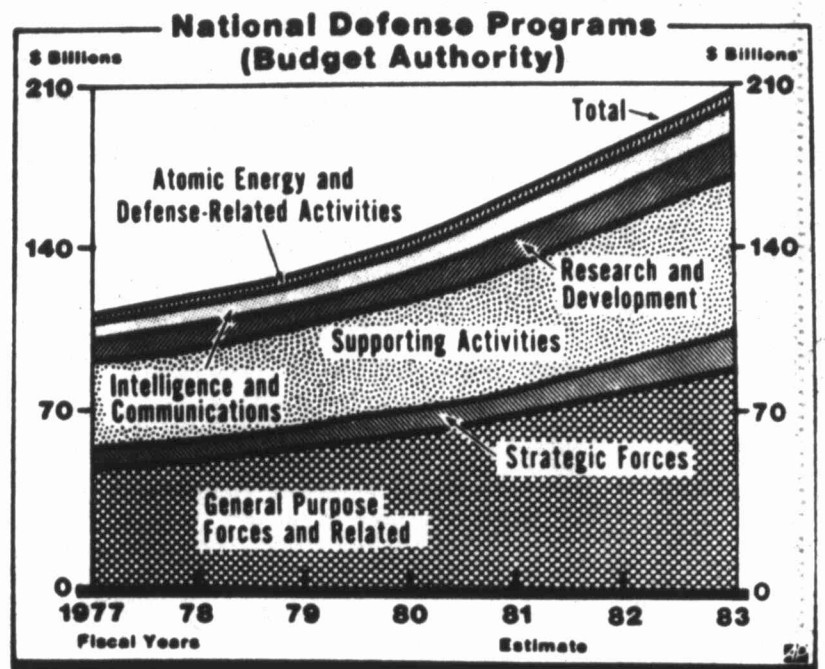 National Defense Programs
(Budget Authority)
$ Billions
$ Billions
210
210
Total
Atomic Energy and
Defense-Related Activities
140
140
Research and
Development
Supporting Activities
Intelligence and
Communications
70
70
Strategic Forces
General Purpose
Forces and Related
0
0
1977 78 79 80 81 82 83
Fiscal Years
Estimate